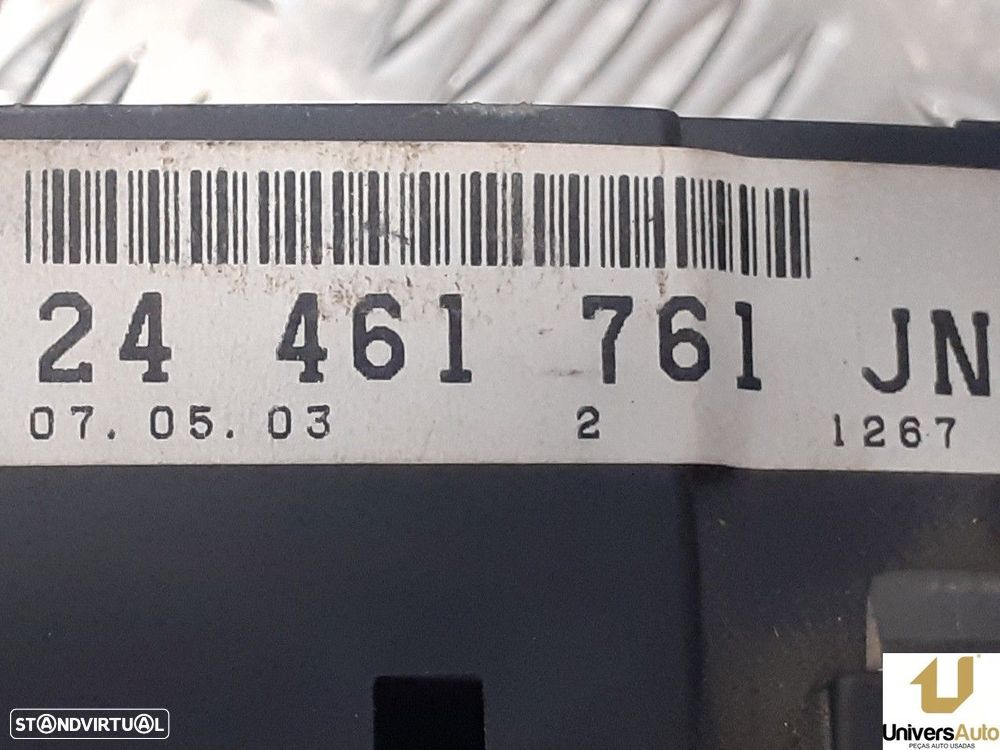 24 461 761 JN
07.05.03 2 1267
STANDVIRTUAL
UniversAuto
PEÇAS AUTO USADAS